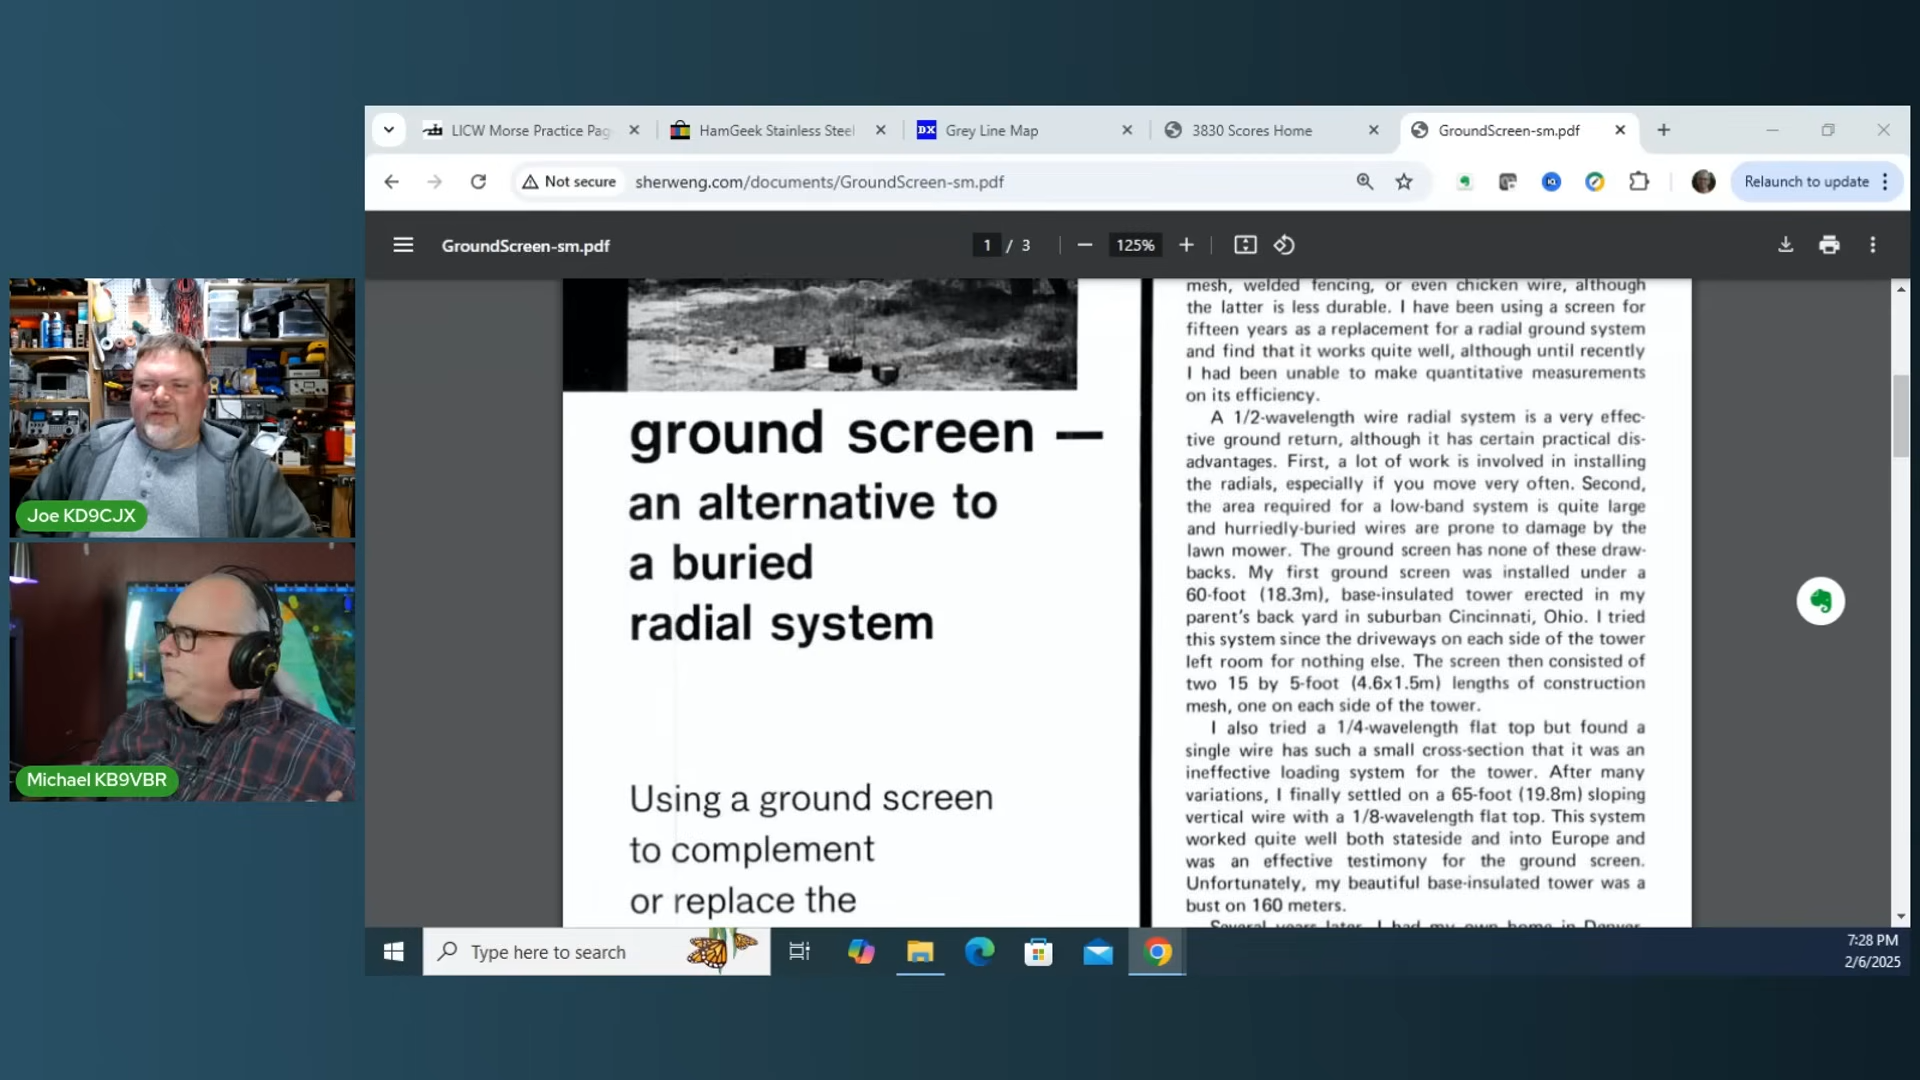 LICW Morse Practice Pag
HamGeek Stainless Steel
DX
Grey Line Map
3830 Scores Home
GroundScreen-sm.pdf
Not secure
sherweng.com/documents/GroundScreen-sm.pdf
Relaunch to update
GroundScreen-sm.pdf
1 / 3
125%
Joe KD9CJX
Michael KB9VBR
ground screen —
an alternative to
a buried
radial system
Using a ground screen
to complement
or replace the
mesh, welded fencing, or even chicken wire, although
the latter is less durable. I have been using a screen for
fifteen years as a replacement for a radial ground system
and find that it works quite well, although until recently
I had been unable to make quantitative measurements
on its efficiency.
A 1/2-wavelength wire radial system is a very effec-
tive ground return, although it has certain practical dis-
advantages. First, a lot of work is involved in installing
the radials, especially if you move very often. Second,
the area required for a low-band system is quite large
and hurriedly-buried wires are prone to damage by the
lawn mower. The ground screen has none of these draw-
backs. My first ground screen was installed under a
60-foot (18.3m), base-insulated tower erected in my
parent's back yard in suburban Cincinnati, Ohio. I tried
this system since the driveways on each side of the tower
left room for nothing else. The screen then consisted of
two 15 by 5-foot (4.6x1.5m) lengths of construction
mesh, one on each side of the tower.
I also tried a 1/4-wavelength flat top but found a
single wire has such a small cross-section that it was an
ineffective loading system for the tower. After many
variations, I finally settled on a 65-foot (19.8m) sloping
vertical wire with a 1/8-wavelength flat top. This system
worked quite well both stateside and into Europe and
was an effective testimony for the ground screen.
Unfortunately, my beautiful base-insulated tower was a
bust on 160 meters.
Several years later, I had my own home in Denver,
Type here to search
7:28 PM
2/6/2025